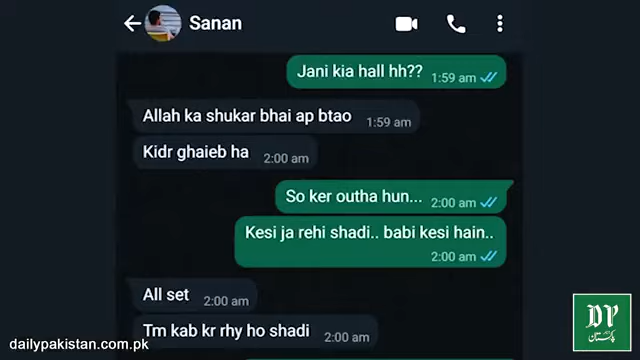 Sanan
Jani kia hall hh??
1:59 am
Allah ka shukar bhai ap btao
1:59 am
Kidr ghaieb ha
2:00 am
So ker outha hun...
2:00 am
Kesi ja rehi shadi.. babi kesi hain..
2:00 am
All set
2:00 am
Tm kab kr rhy ho shadi
2:00 am
DP
پاکستان
dailypakistan.com.pk